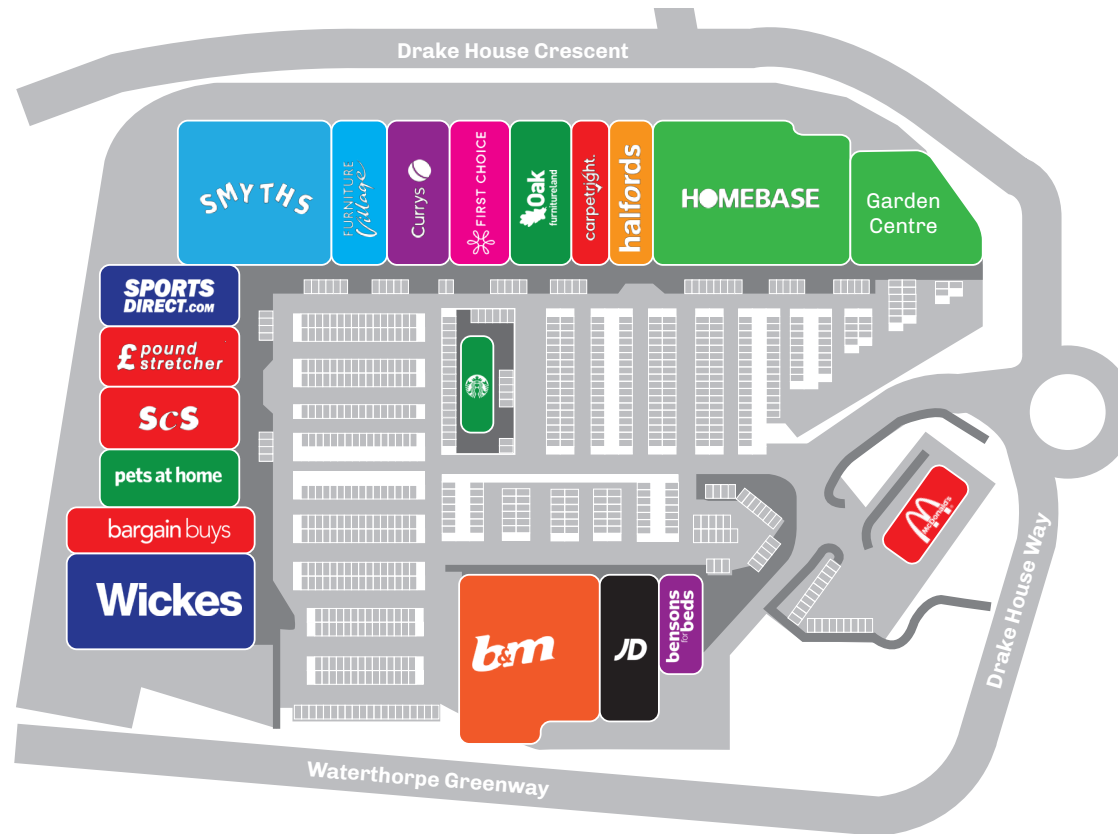 Drake House Crescent
SMYTHS
FURNITURE
Village
Currys
FIRST CHOICE
Oak
furnitureland
carpetright.
halfords
HOMEBASE
Garden
Centre
SPORTS
DIRECT.COM
£ pound
stretcher
ScS
pets at home
bargain buys
Wickes
b&m
JD
bensons
for beds
McDonald's
Drake House Way
Waterthorpe Greenway